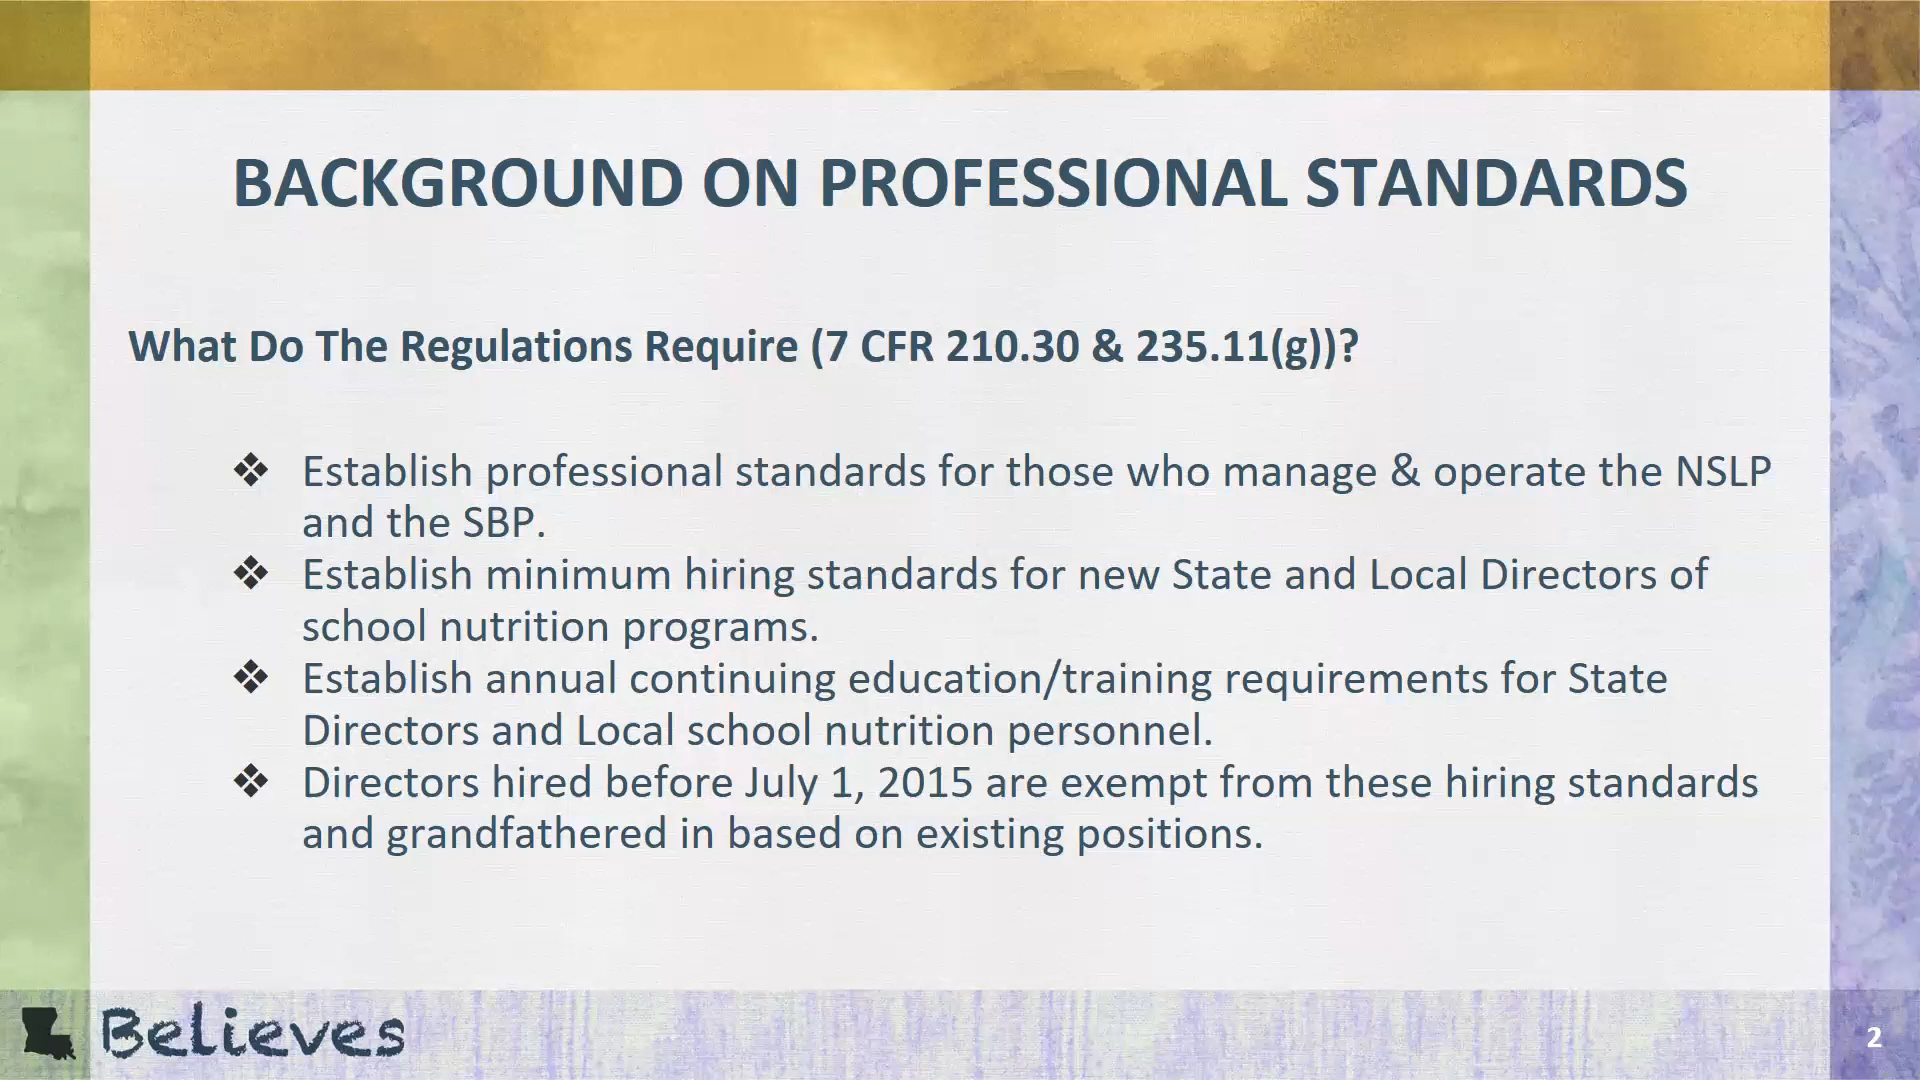 BACKGROUND ON PROFESSIONAL STANDARDS
What Do The Regulations Require (7 CFR 210.30 & 235.11(g))?
❖ Establish professional standards for those who manage & operate the NSLP
and the SBP.
❖ Establish minimum hiring standards for new State and Local Directors of
school nutrition programs.
❖ Establish annual continuing education/training requirements for State
Directors and Local school nutrition personnel.
❖ Directors hired before July 1, 2015 are exempt from these hiring standards
and grandfathered in based on existing positions.
Believes
2